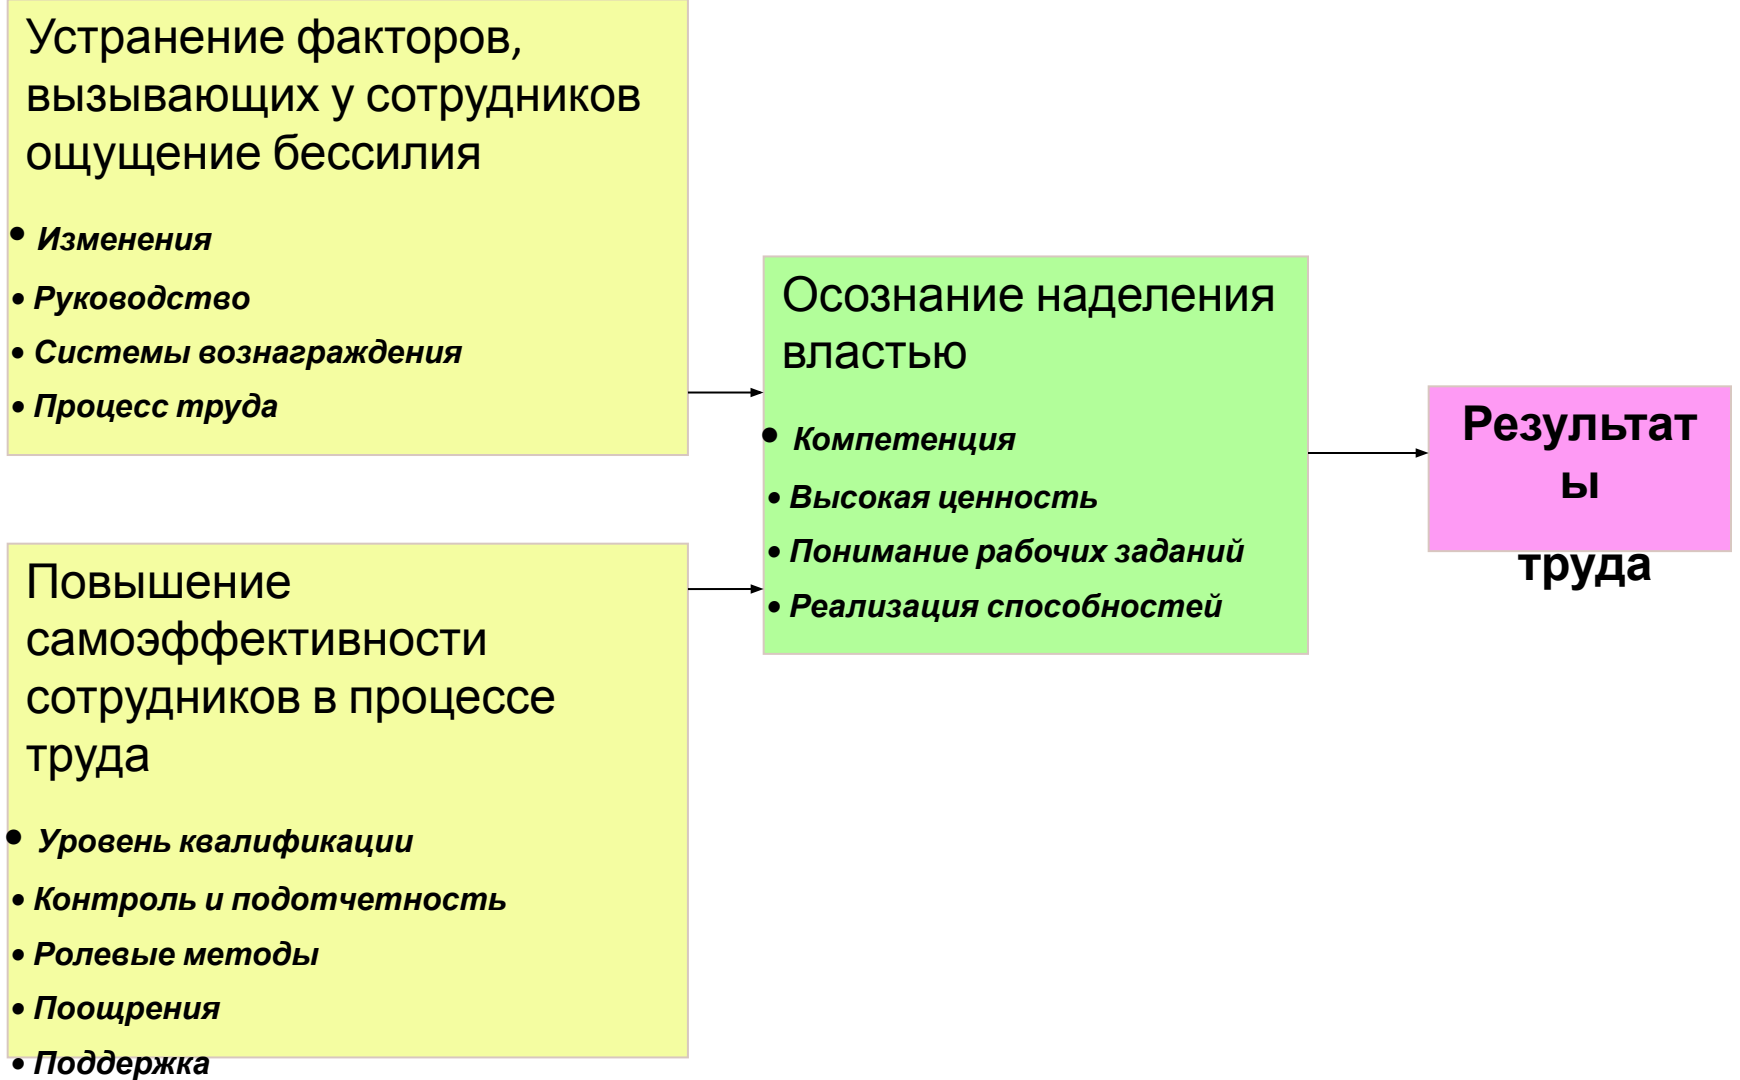 Устранение факторов,
вызывающих у сотрудников
ощущение бессилия
• Изменения
• Руководство
• Системы вознаграждения
• Процесс труда
Повышение
самоэффективности
сотрудников в процессе
труда
• Уровень квалификации
• Контроль и подотчетность
• Ролевые методы
• Поощрения
• Поддержка
Осознание наделения
властью
• Компетенция
• Высокая ценность
• Понимание рабочих заданий
• Реализация способностей
Результат
ы
труда